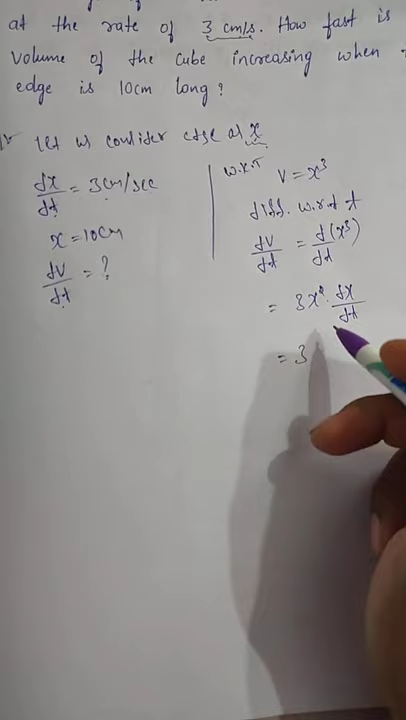 at the rate of 3 cm/s. How fast is
volume of the cube increasing when
edge is 10cm long?
Let us consider edge as x
dx/dt = 3cm/sec
x = 10cm
dV/dt = ?
w.k.t V = x³
diff. w.r.t t
dV/dt = d(x³)/dt
= 3x² · dx/dt
= 3